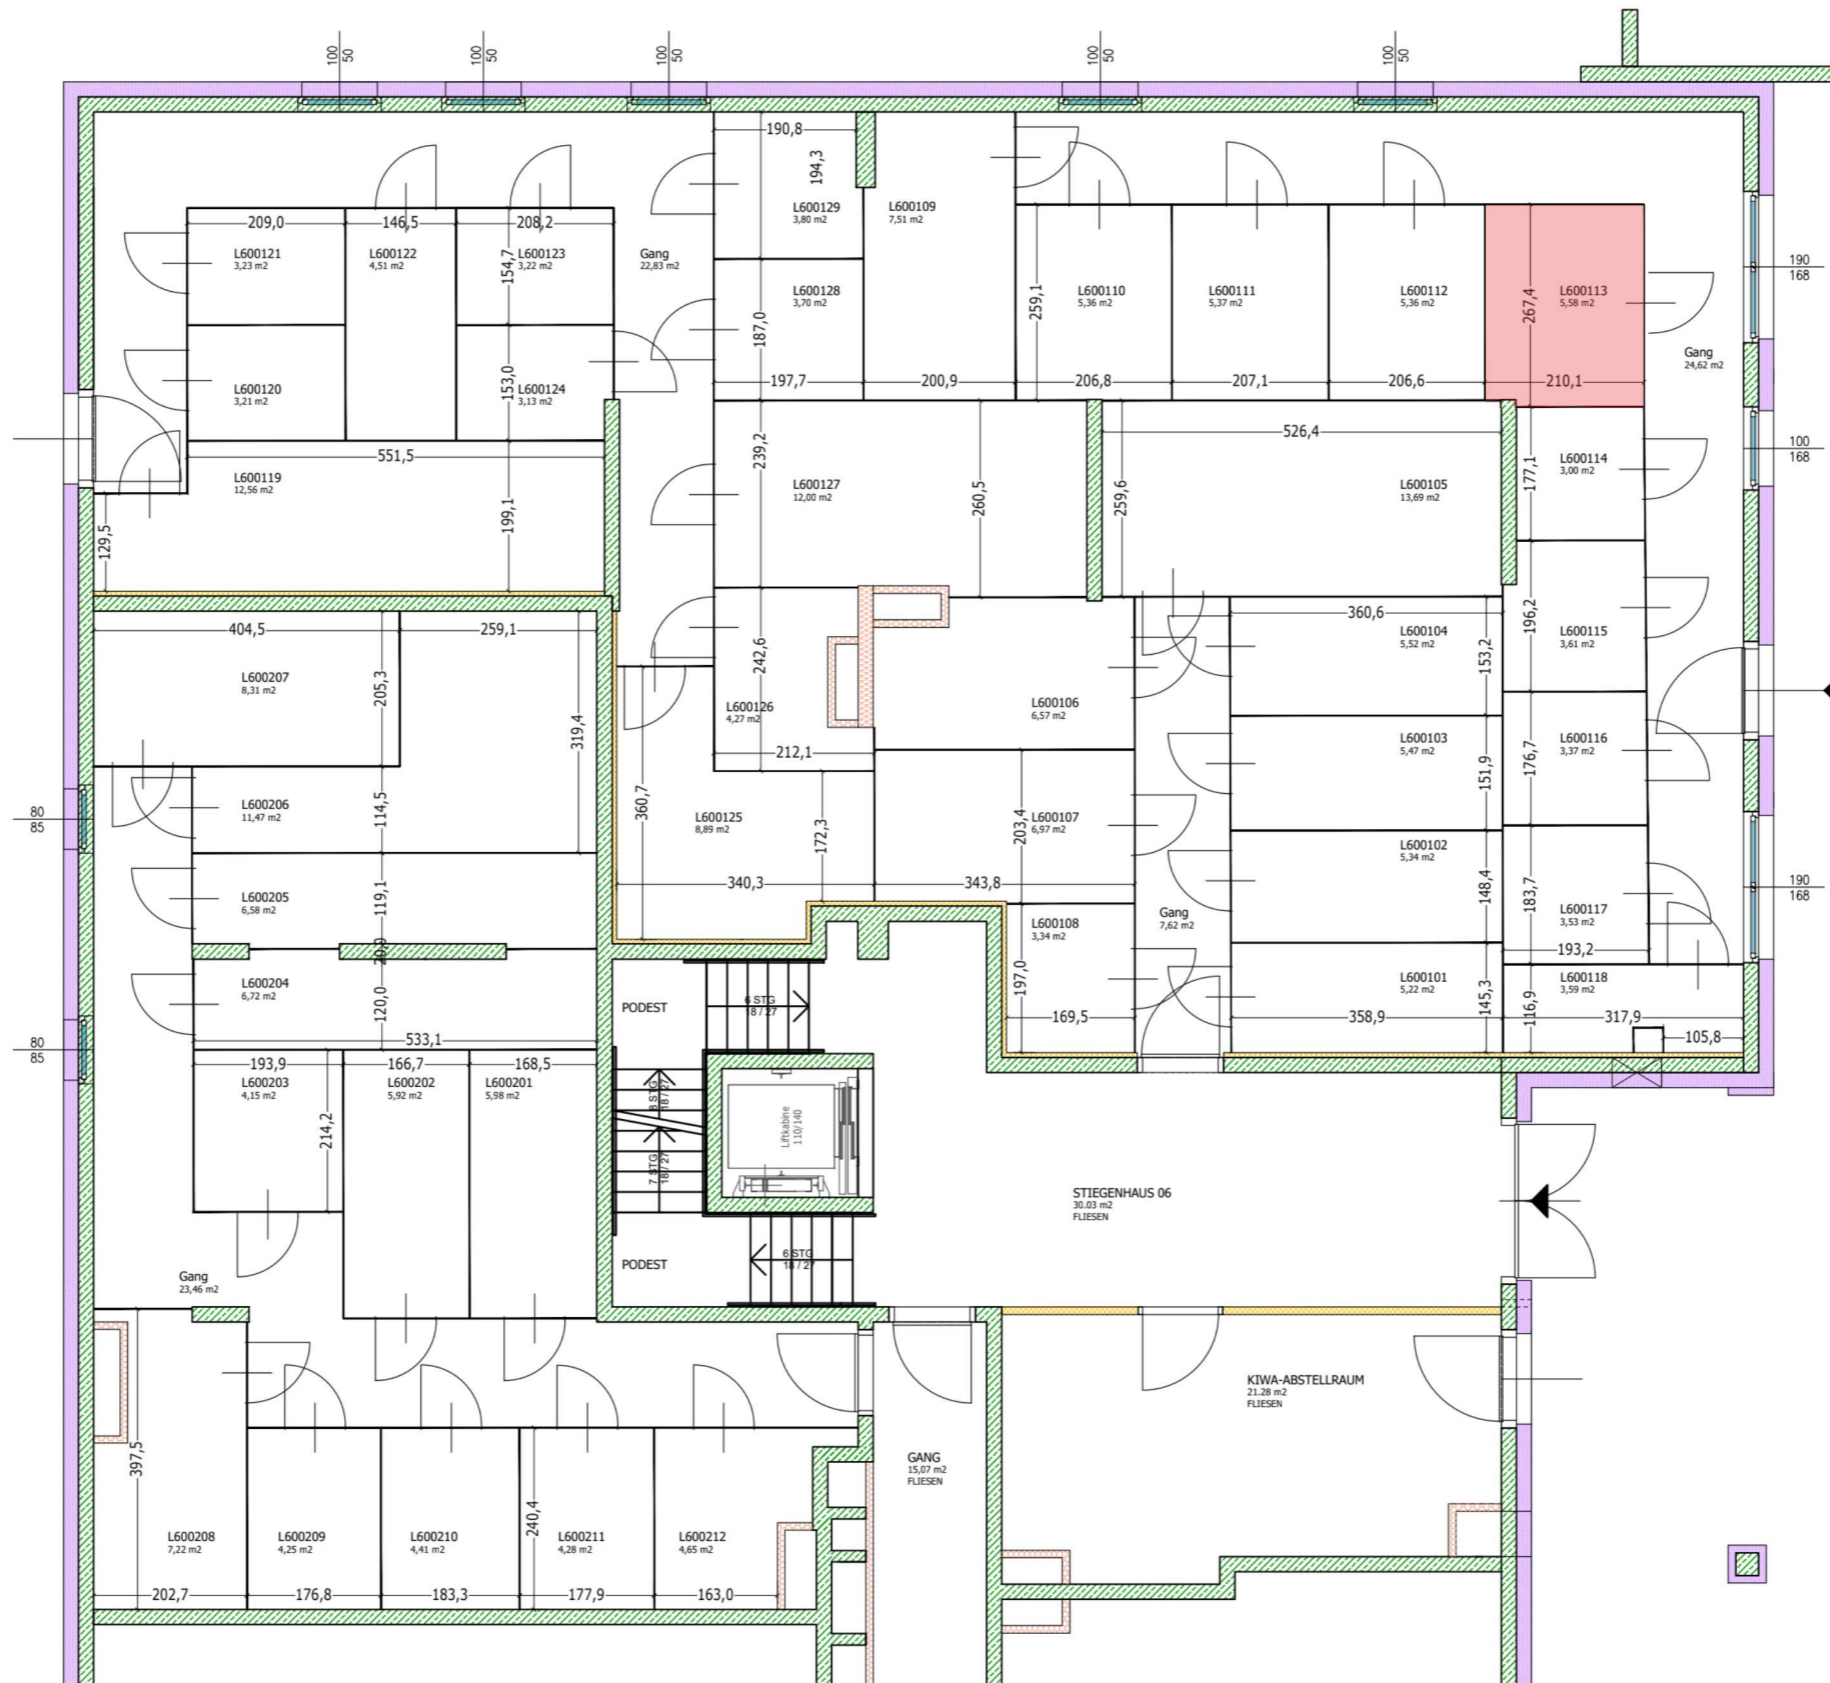 100
50
100
50
100
50
100
50
100
50
190,8
194,3
L600129
3,80 m2
L600109
7,51 m2
209,0
146,5
208,2
L600121
3,23 m2
L600122
4,51 m2
154,7
L600123
3,22 m2
Gang
22,83 m2
190
168
L600128
3,70 m2
259,1
L600110
5,36 m2
L600111
5,37 m2
L600112
5,36 m2
267,4
L600113
5,58 m2
187,0
Gang
24,62 m2
L600120
3,21 m2
153,0
L600124
3,13 m2
197,7
200,9
206,8
207,1
206,6
210,1
526,4
551,5
239,2
177,1
L600114
3,00 m2
100
168
L600119
12,56 m2
L600127
12,00 m2
260,5
259,6
L600105
13,69 m2
199,1
129,5
196,2
360,6
404,5
259,1
L600104
5,52 m2
153,2
L600115
3,61 m2
242,6
L600207
8,31 m2
205,3
L600126
4,27 m2
L600106
6,57 m2
319,4
L600103
5,47 m2
L600116
3,37 m2
212,1
151,9
176,7
L600206
11,47 m2
114,5
360,7
L600125
8,89 m2
172,3
203,4
L600107
6,97 m2
80
85
L600102
5,34 m2
340,3
343,8
148,4
183,7
190
168
L600205
6,58 m2
119,1
L600108
3,34 m2
Gang
7,62 m2
L600117
3,53 m2
20,9
193,2
L600204
6,72 m2
197,0
L600101
5,22 m2
L600118
3,59 m2
120,0
PODEST
6 STG
18 / 27
145,3
116,9
169,5
358,9
317,9
533,1
105,8
80
85
193,9
166,7
168,5
L600203
4,15 m2
L600202
5,92 m2
L600201
5,98 m2
8 STG
18 / 27
214,2
Liftkabine
110/140
7 STG
18 / 27
STIEGENHAUS 06
30.03 m2
FLIESEN
PODEST
6 STG
18 / 27
Gang
23,46 m2
KIWA-ABSTELLRAUM
21.28 m2
FLIESEN
397,5
GANG
15,07 m2
FLIESEN
240,4
L600208
7,22 m2
L600209
4,25 m2
L600210
4,41 m2
L600211
4,28 m2
L600212
4,65 m2
202,7
176,8
183,3
177,9
163,0